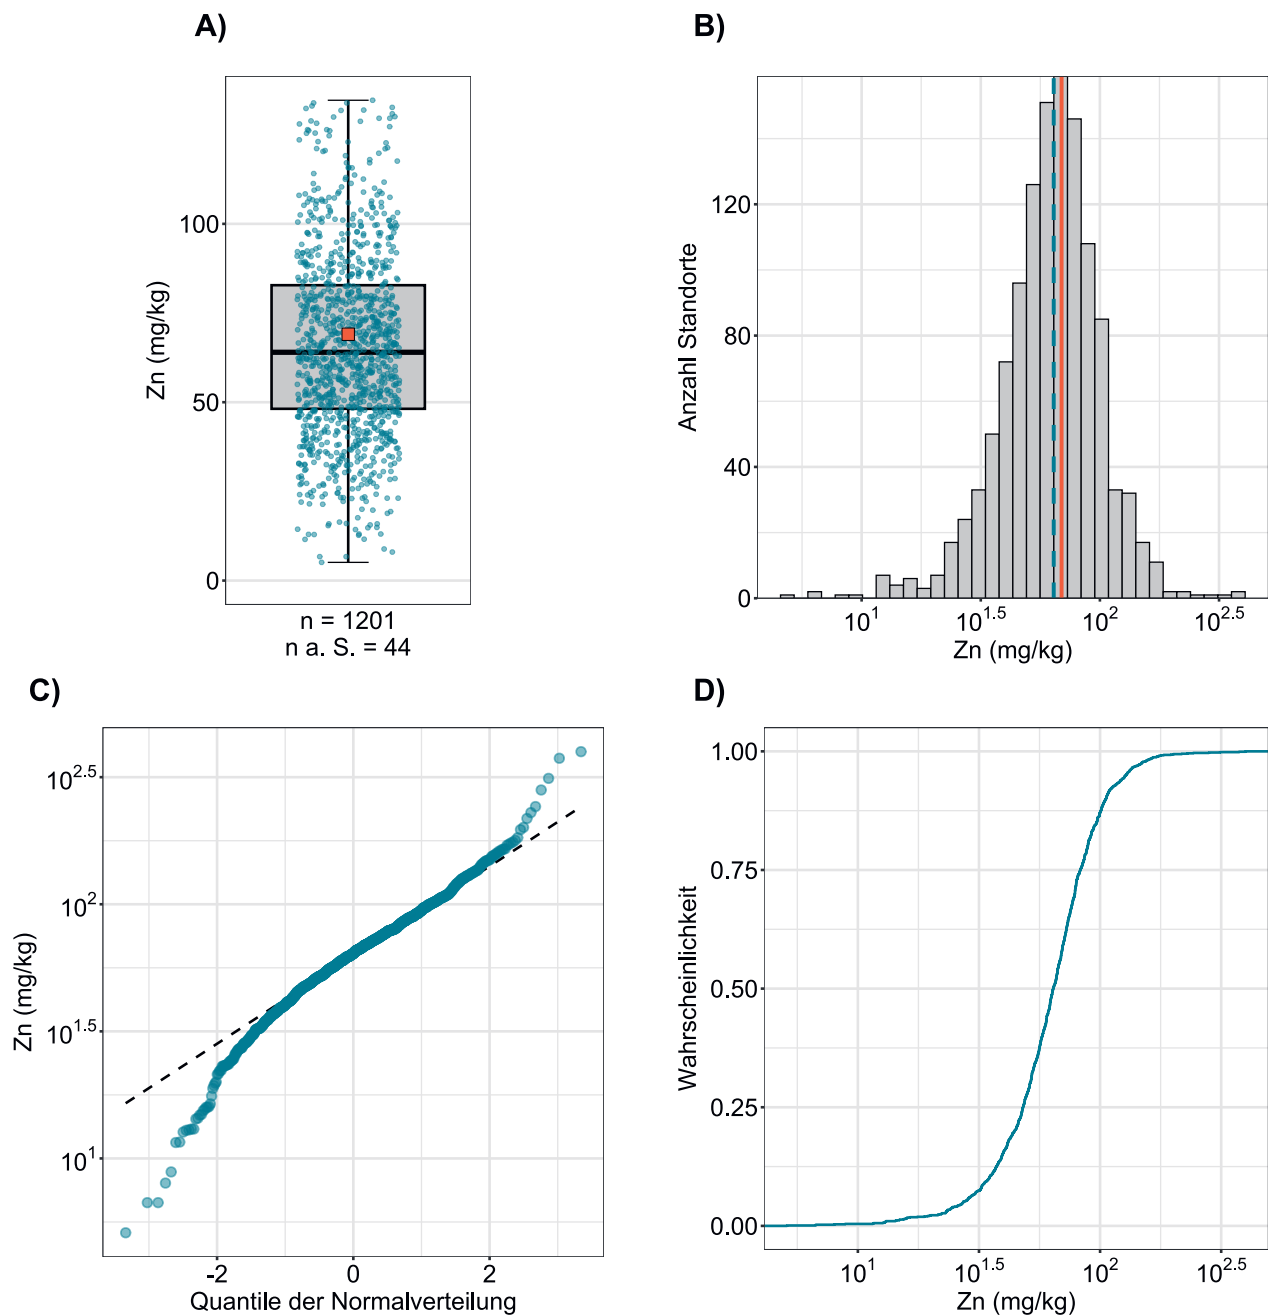 A)
Zn (mg/kg)
100
50
0
n = 1201
n a. S. = 44
B)
Anzahl Standorte
120
80
40
0
10^1
10^1.5
10^2
10^2.5
Zn (mg/kg)
C)
Zn (mg/kg)
10^2.5
10^2
10^1.5
10^1
-2
0
2
Quantile der Normalverteilung
D)
Wahrscheinlichkeit
1.00
0.75
0.50
0.25
0.00
10^1
10^1.5
10^2
10^2.5
Zn (mg/kg)